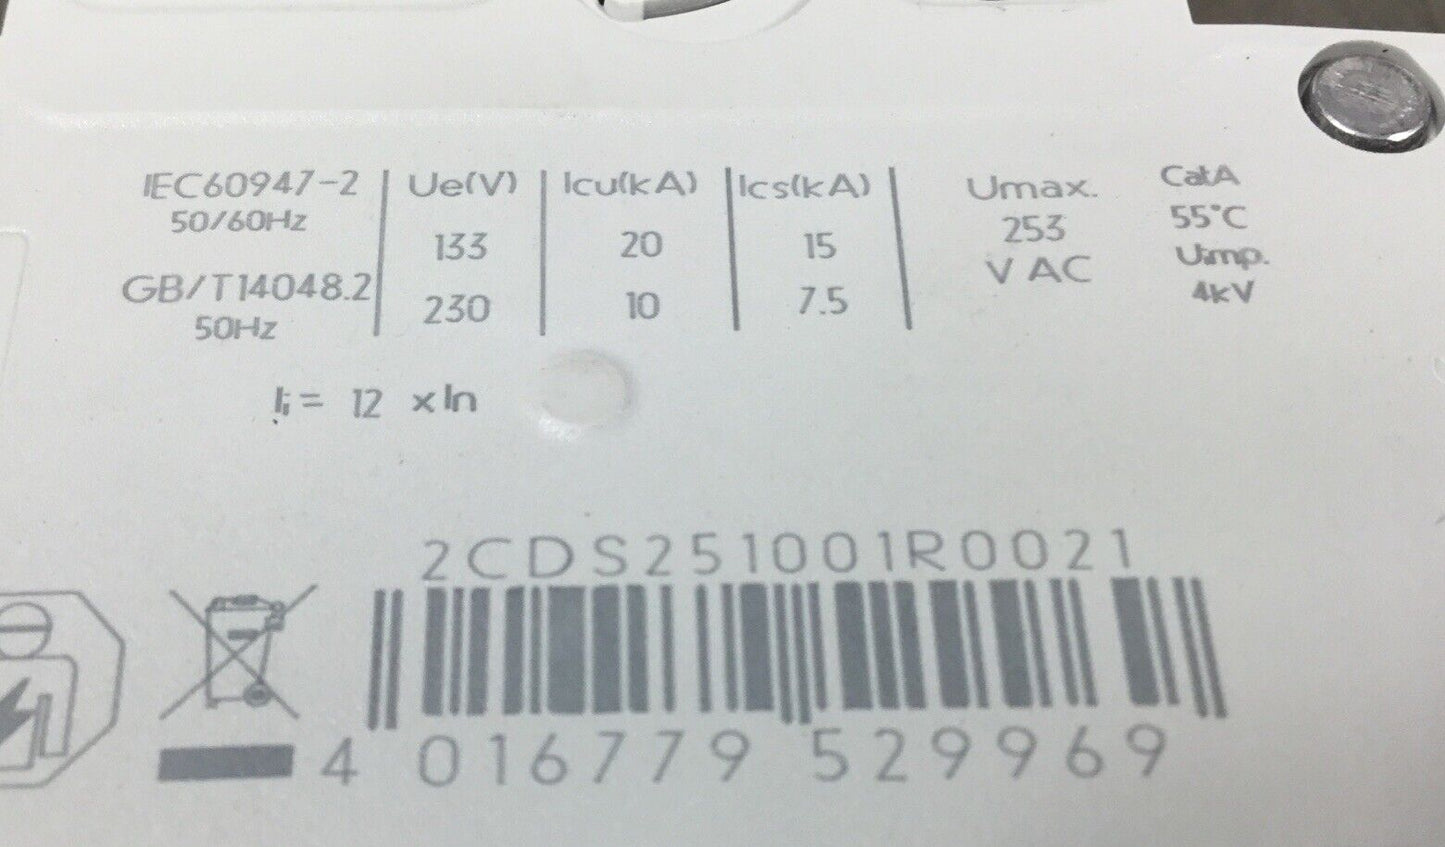 IEC60947-2 Ue(V) Icu(kA) Ics(kA) Umax. CatA
50/60Hz 133 20 15 253 55°C
GB/T14048.2 230 10 7.5 V AC Uimp.
50Hz 4kV
Ii= 12 xIn
2CDS251001R0021
4 016779 529969